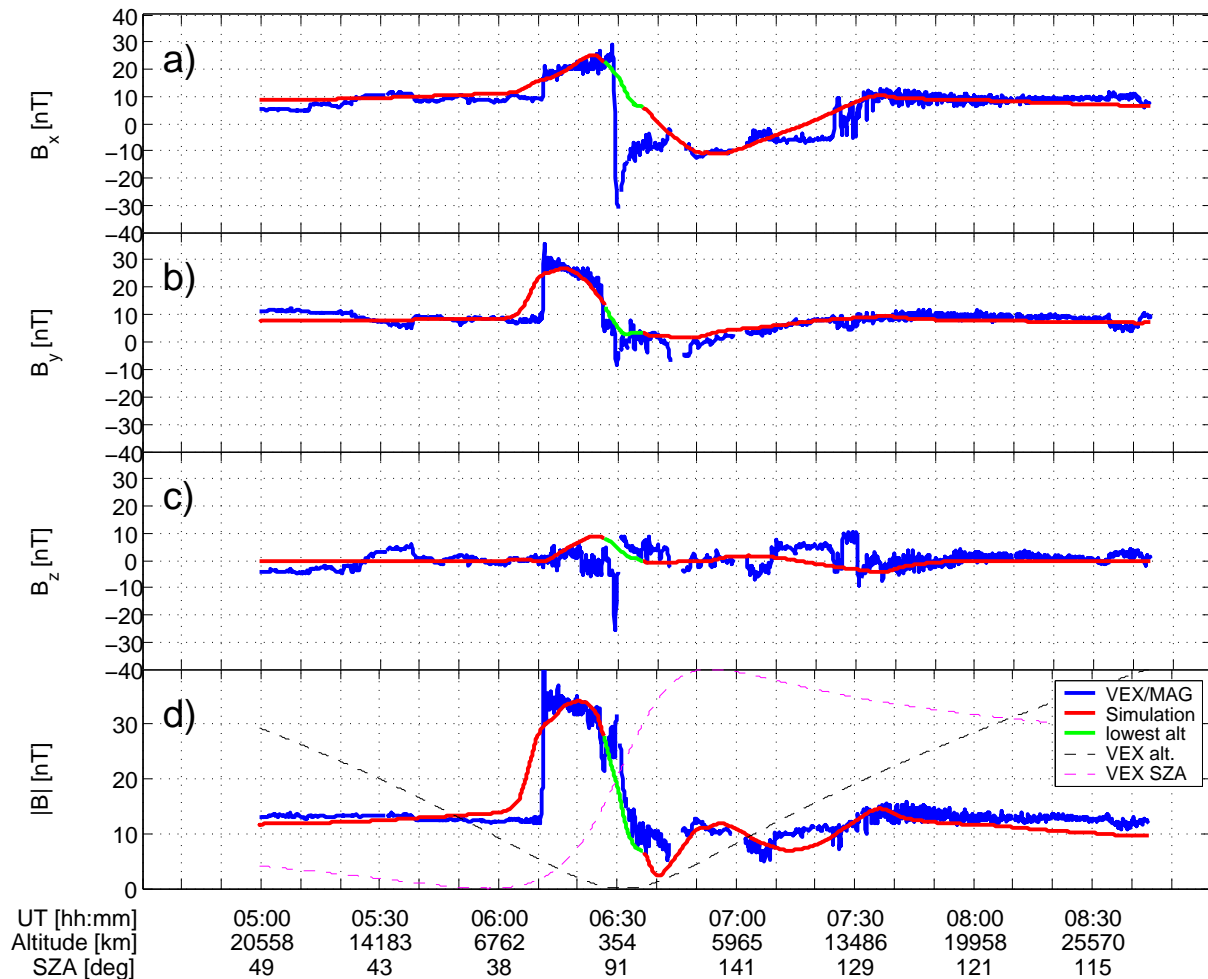 40
30
20
10
0
−10
−20
−30
−40
a)
B_x [nT]
30
20
10
0
−10
−20
−30
−40
b)
B_y [nT]
30
20
10
0
−10
−20
−30
−40
c)
B_z [nT]
30
20
10
0
d)
|B| [nT]
VEX/MAG
Simulation
lowest alt
VEX alt.
VEX SZA
UT [hh:mm] 05:00 05:30 06:00 06:30 07:00 07:30 08:00 08:30
Altitude [km] 20558 14183 6762 354 5965 13486 19958 25570
SZA [deg] 49 43 38 91 141 129 121 115